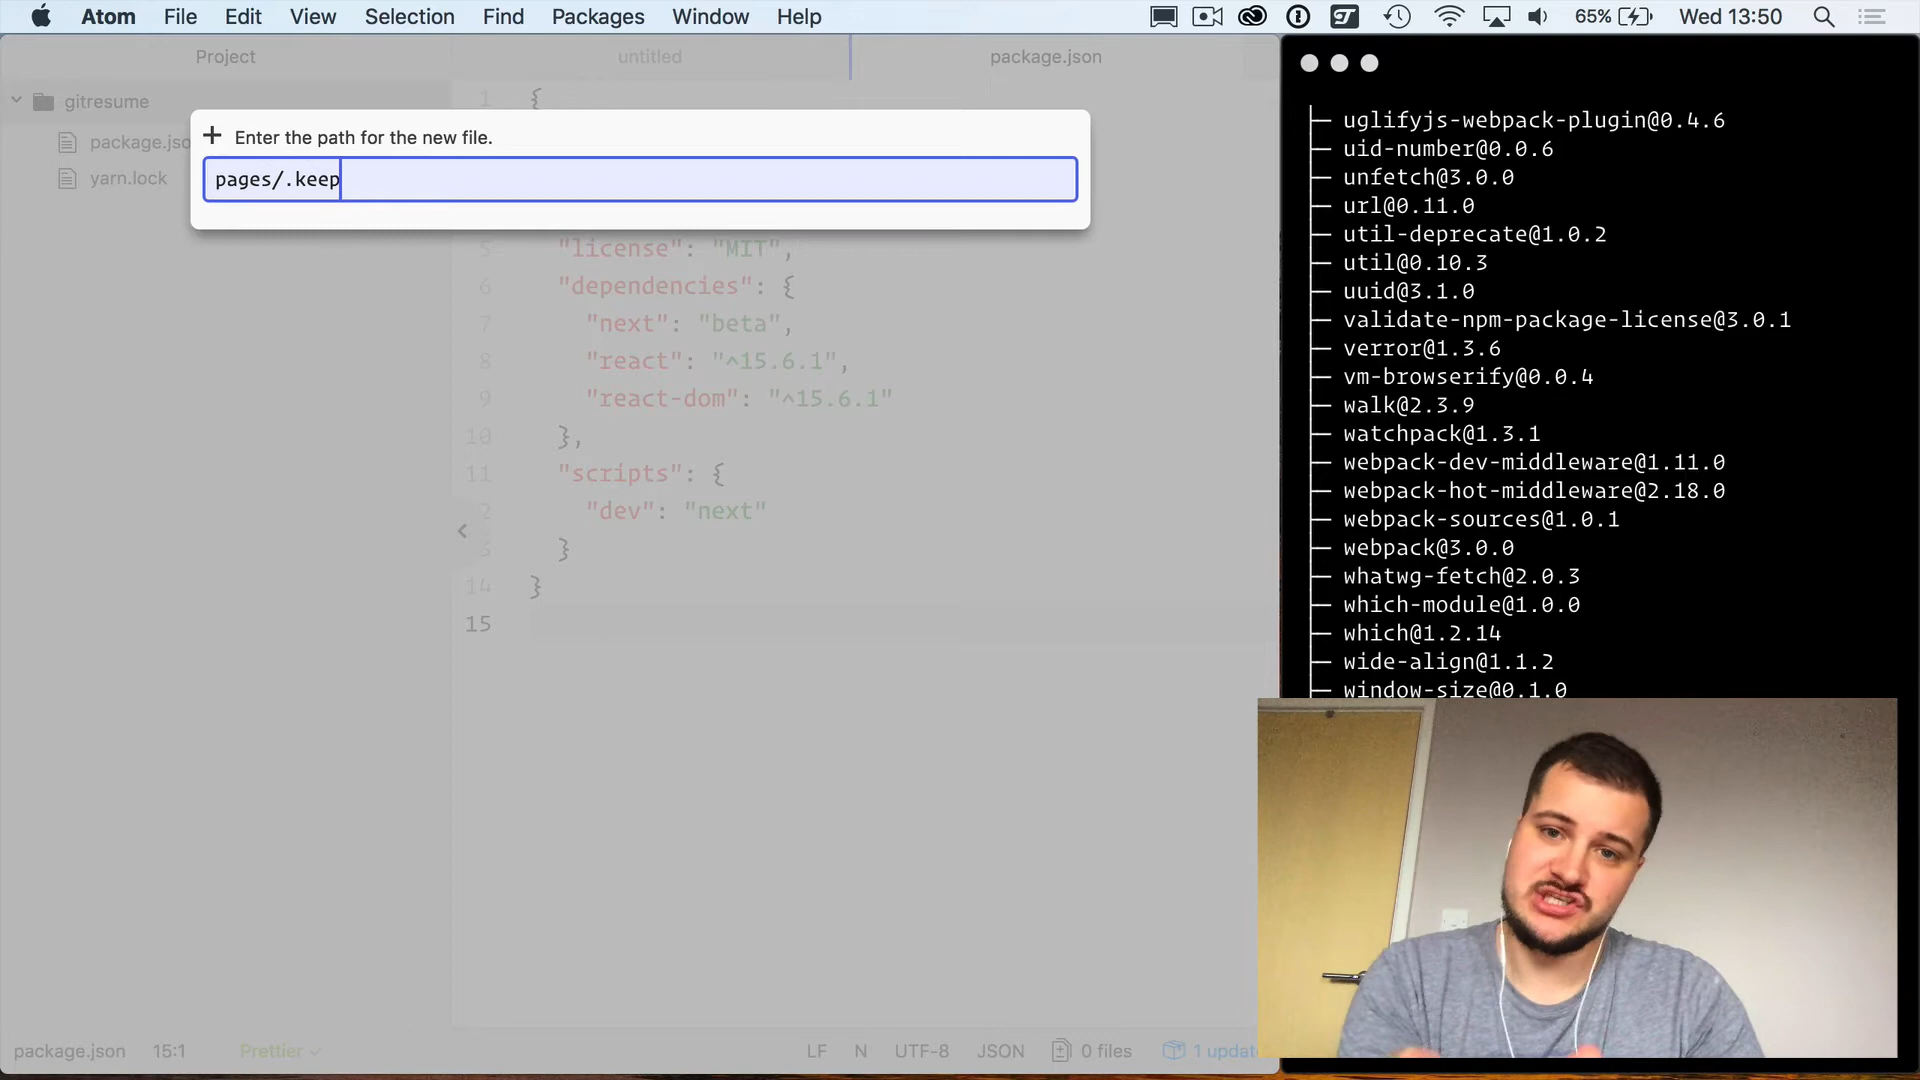 Atom File Edit View Selection Find Packages Window Help 65% Wed 13:50
Project
gitresume
package.jso
yarn.lock
untitled package.json
Enter the path for the new file.
pages/.keep
1 {
5 "license": "MIT",
6 "dependencies": {
7 "next": "beta",
8 "react": "^15.6.1",
9 "react-dom": "^15.6.1"
10 },
11 "scripts": {
2 "dev": "next"
3 }
14 }
15
package.json 15:1 Prettier LF N UTF-8 JSON 0 files 1 update
uglifyjs-webpack-plugin@0.4.6
uid-number@0.0.6
unfetch@3.0.0
url@0.11.0
util-deprecate@1.0.2
util@0.10.3
uuid@3.1.0
validate-npm-package-license@3.0.1
verror@1.3.6
vm-browserify@0.0.4
walk@2.3.9
watchpack@1.3.1
webpack-dev-middleware@1.11.0
webpack-hot-middleware@2.18.0
webpack-sources@1.0.1
webpack@3.0.0
whatwg-fetch@2.0.3
which-module@1.0.0
which@1.2.14
wide-align@1.1.2
window-size@0.1.0